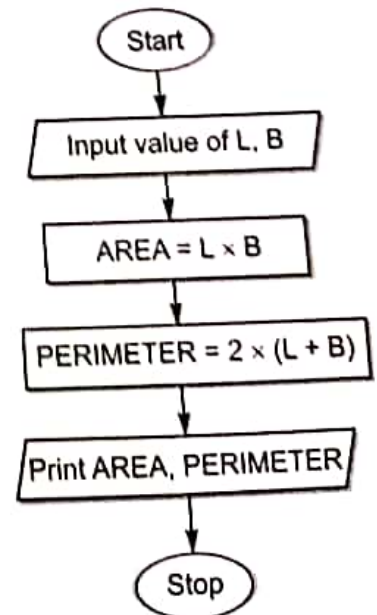 Start
Input value of L, B
AREA = L × B
PERIMETER = 2 × (L + B)
Print AREA, PERIMETER
Stop